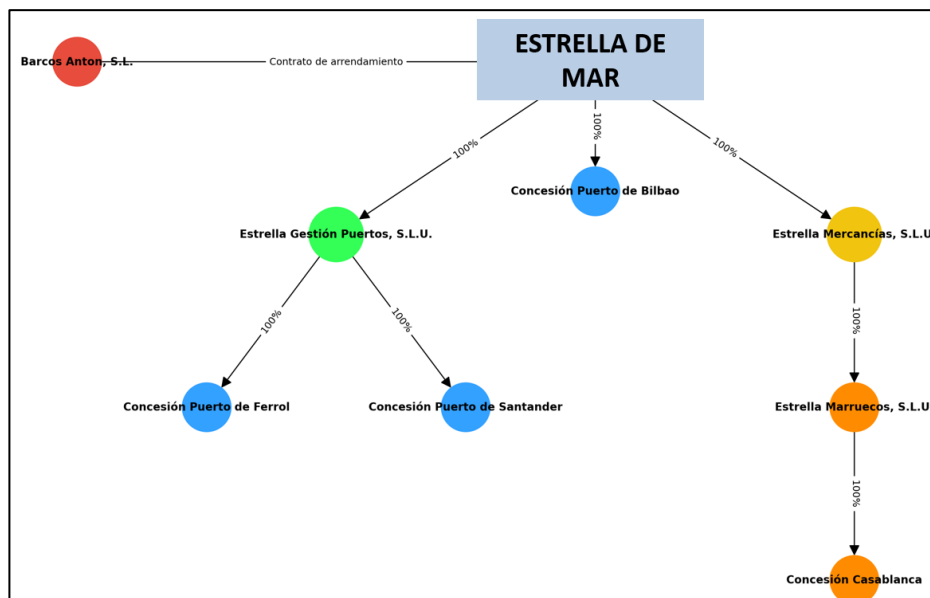 ESTRELLA DE
MAR
Barcos Anton, S.L.
Contrato de arrendamiento
100%
100%
100%
Concesión Puerto de Bilbao
Estrella Gestión Puertos, S.L.U.
Estrella Mercancías, S.L.U
100%
100%
100%
Concesión Puerto de Ferrol
Concesión Puerto de Santander
Estrella Marruecos, S.L.U
100%
Concesión Casablanca